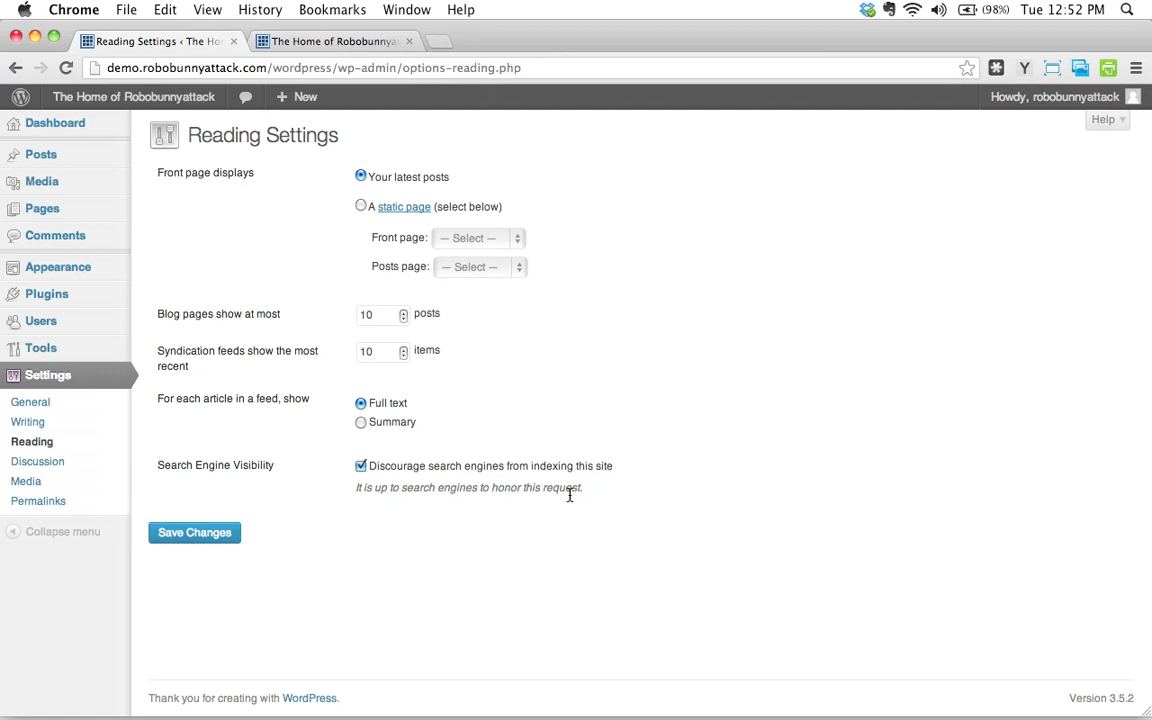 Chrome File Edit View History Bookmarks Window Help (98%) Tue 12:52 PM
Reading Settings ‹ The Ho The Home of Robobunnya
demo.robobunnyattack.com/wordpress/wp-admin/options-reading.php
The Home of Robobunnyattack + New Howdy, robobunnyattack
Help
Dashboard
Posts
Media
Pages
Comments
Appearance
Plugins
Users
Tools
Settings
General
Writing
Reading
Discussion
Media
Permalinks
Collapse menu
Reading Settings
Front page displays
Your latest posts
A static page (select below)
Front page: — Select —
Posts page: — Select —
Blog pages show at most 10 posts
Syndication feeds show the most 10 items
recent
For each article in a feed, show
Full text
Summary
Search Engine Visibility
Discourage search engines from indexing this site
It is up to search engines to honor this request.
Save Changes
Thank you for creating with WordPress. Version 3.5.2